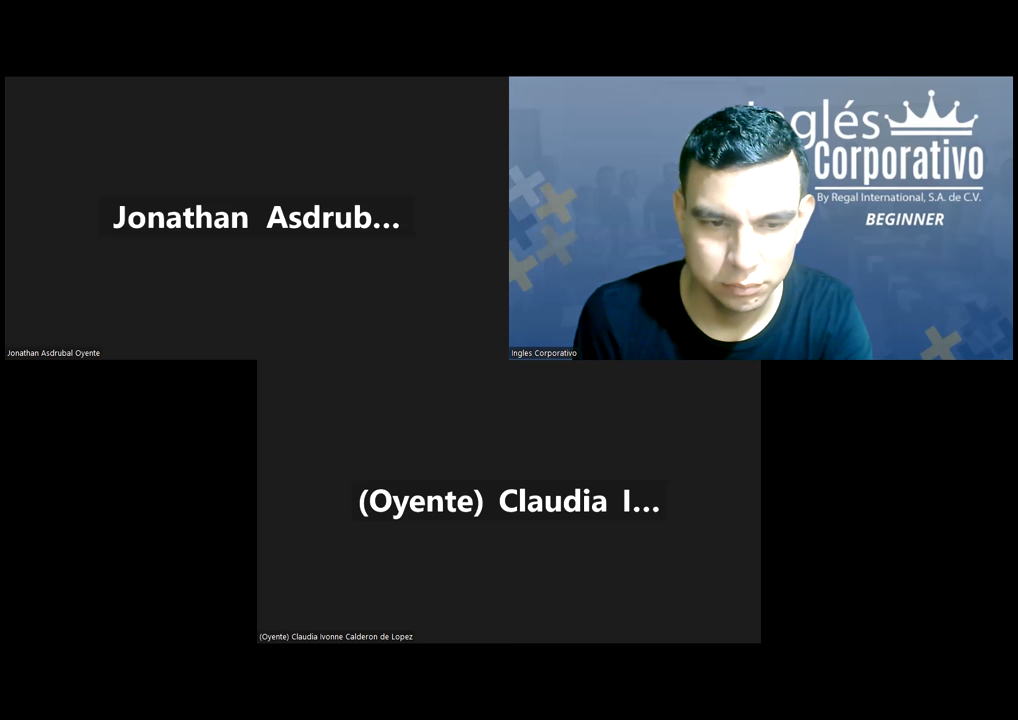 Jonathan Asdrub...
Jonathan Asdrubal Oyente
Inglés
Corporativo
By Regal International, S.A. de C.V.
BEGINNER
Ingles Corporativo
(Oyente) Claudia I...
(Oyente) Claudia Ivonne Calderon de Lopez